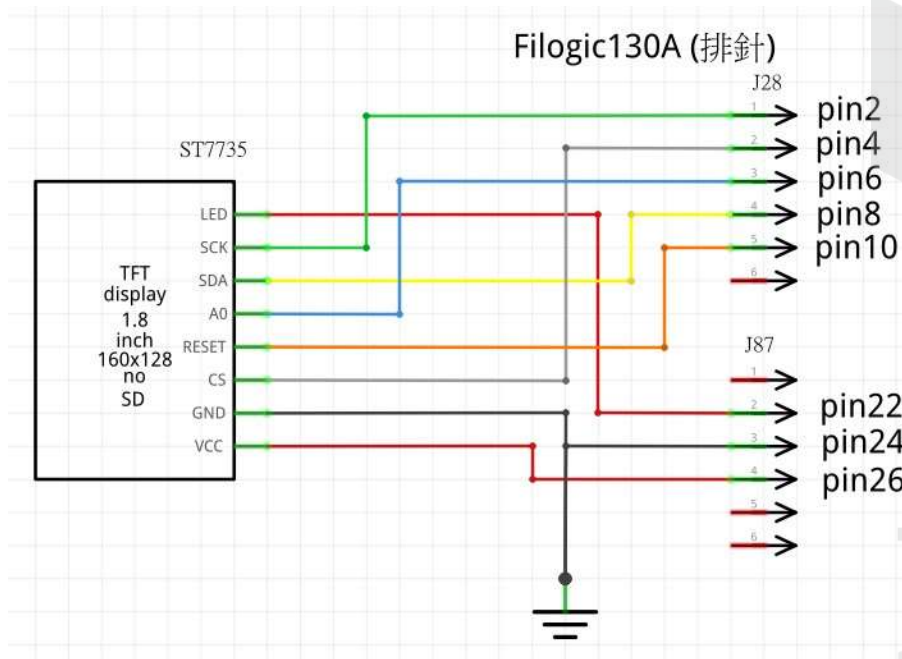 Filogic130A (排針)
J28
1 pin2
2 pin4
3 pin6
4 pin8
5 pin10
6
ST7735
LED
SCK
SDA
A0
RESET
CS
GND
VCC
TFT
display
1.8
inch
160x128
no
SD
J87
1
2 pin22
3 pin24
4 pin26
5
6